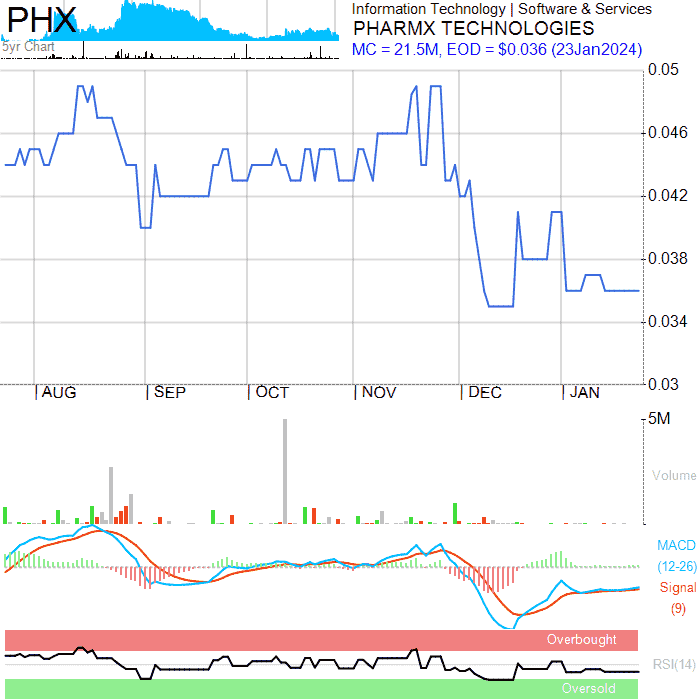 PHX
5yr Chart
Information Technology | Software & Services
PHARMX TECHNOLOGIES
MC = 21.5M, EOD = $0.036 (23Jan2024)
0.05
0.046
0.042
0.038
0.034
0.03
AUG SEP OCT NOV DEC JAN
5M
Volume
MACD
(12-26)
Signal
(9)
Overbought
RSI(14)
Oversold